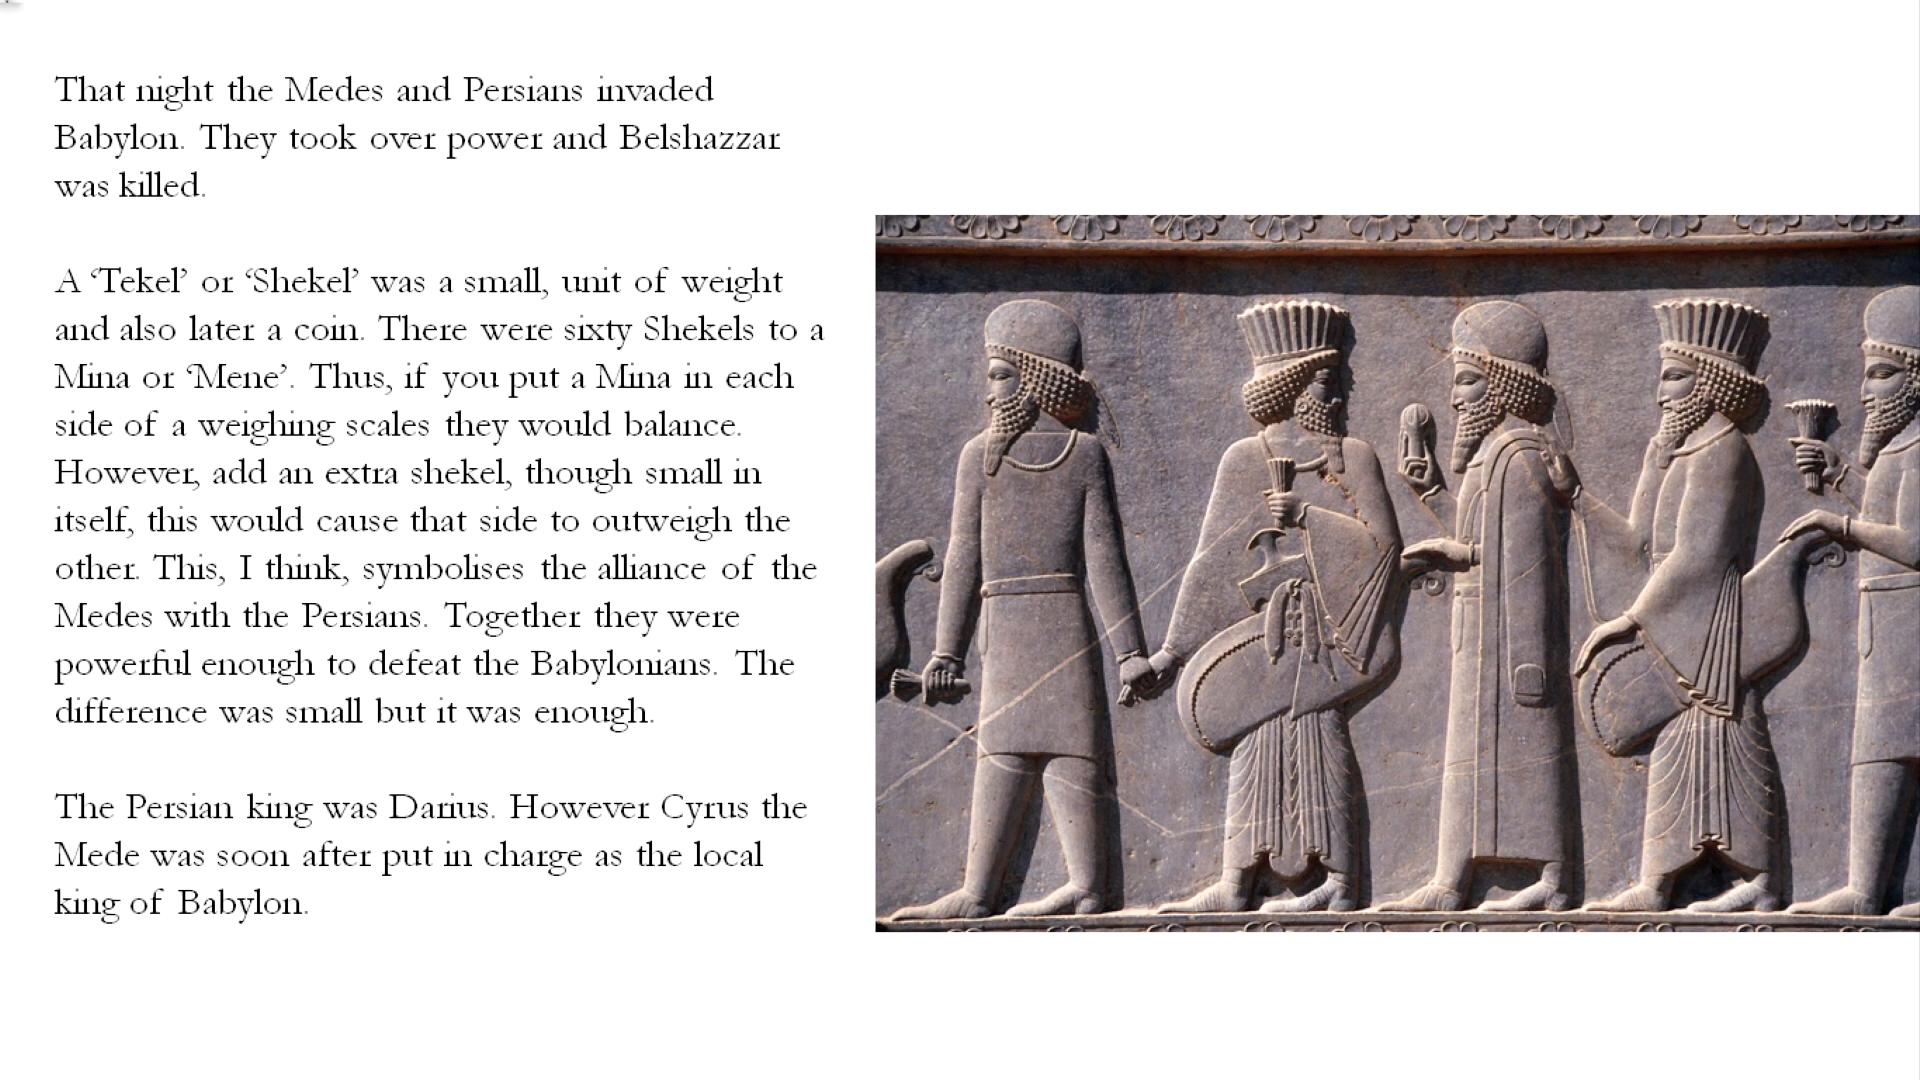 That night the Medes and Persians invaded
Babylon. They took over power and Belshazzar
was killed.
A ‘Tekel’ or ‘Shekel’ was a small, unit of weight
and also later a coin. There were sixty Shekels to a
Mina or ‘Mene’. Thus, if you put a Mina in each
side of a weighing scales they would balance.
However, add an extra shekel, though small in
itself, this would cause that side to outweigh the
other. This, I think, symbolises the alliance of the
Medes with the Persians. Together they were
powerful enough to defeat the Babylonians. The
difference was small but it was enough.
The Persian king was Darius. However Cyrus the
Mede was soon after put in charge as the local
king of Babylon.